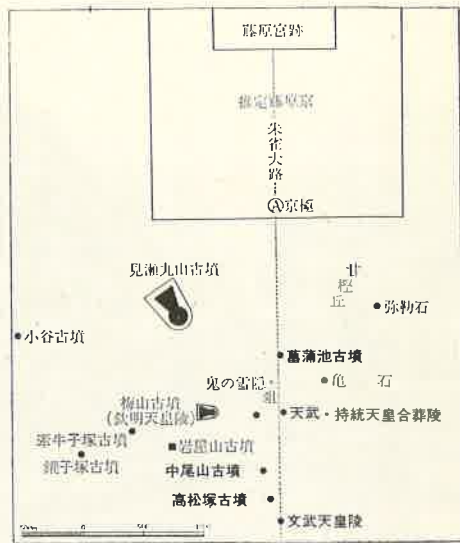 藤原宮跡
推定藤原京
朱雀大路
Ⓐ京極
見瀬丸山古墳
甘樫丘
弥勒石
小谷古墳
菖蒲池古墳
鬼の雪隠・俎
亀石
梅山古墳
(欽明天皇陵)
天武・持統天皇合葬陵
牽牛子塚古墳
岩屋山古墳
鑵子塚古墳
中尾山古墳
高松塚古墳
文武天皇陵
0